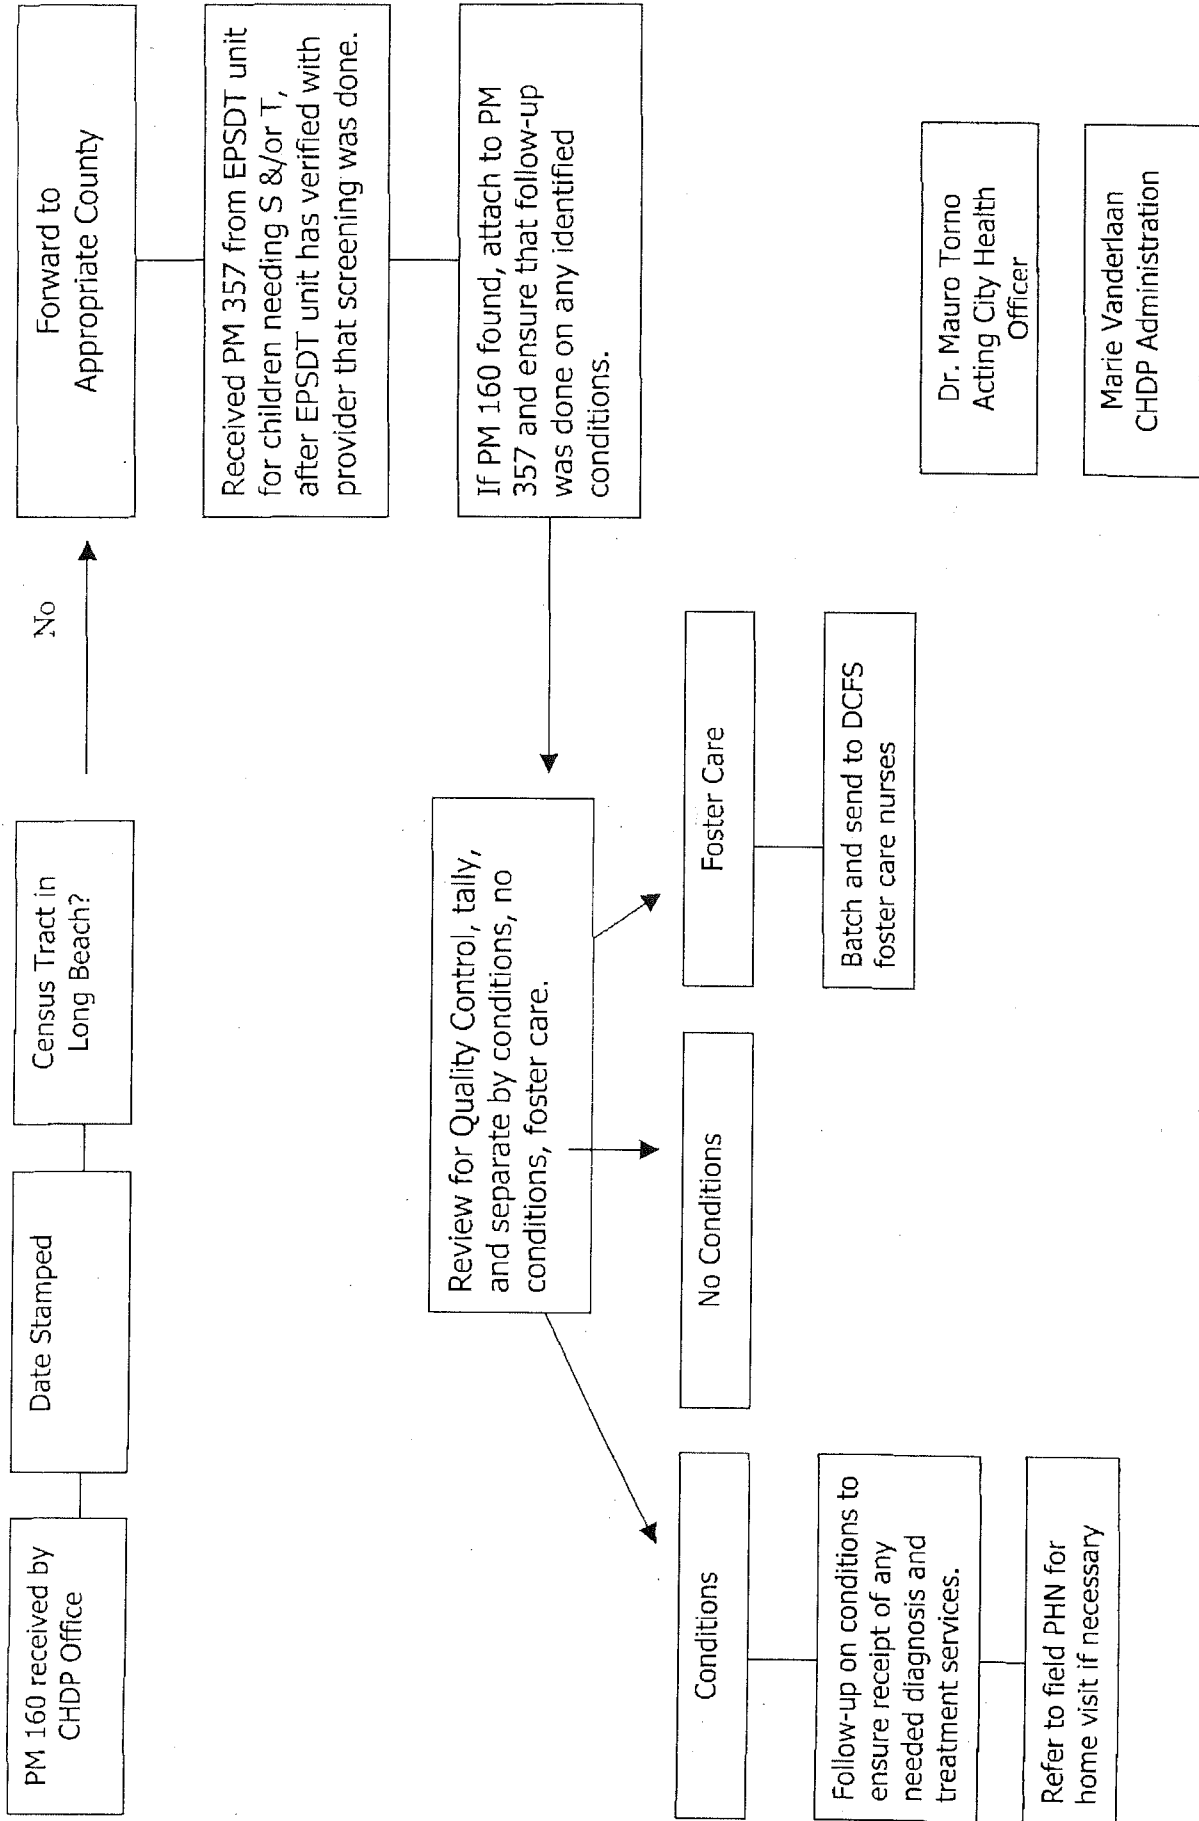 PM 160 received by
CHDP Office
Date Stamped
Census Tract in
Long Beach?
No
Forward to
Appropriate County
Received PM 357 from EPSDT unit
for children needing S &/or T,
after EPSDT unit has verified with
provider that screening was done.
If PM 160 found, attach to PM
357 and ensure that follow-up
was done on any identified
conditions.
Review for Quality Control, tally,
and separate by conditions, no
conditions, foster care.
Conditions
No Conditions
Foster Care
Follow-up on conditions to
ensure receipt of any
needed diagnosis and
treatment services.
Batch and send to DCFS
foster care nurses
Refer to field PHN for
home visit if necessary
Dr. Mauro Torno
Acting City Health
Officer
Marie Vanderlaan
CHDP Administration